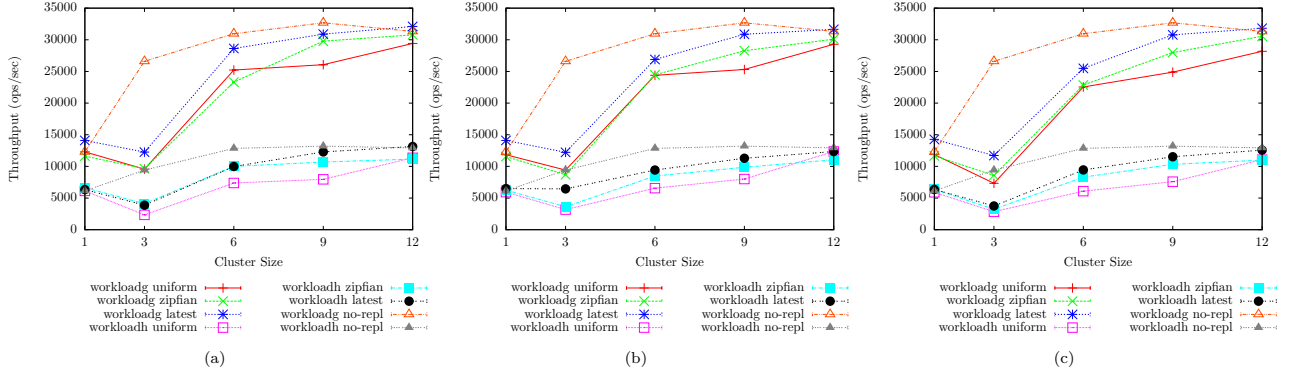 35000
30000
25000
20000
15000
10000
5000
0
Throughput (ops/sec)
1 3 6 9 12
Cluster Size
workloadg uniform
workloadg zipfian
workloadg latest
workloadh uniform
workloadh zipfian
workloadh latest
workloadg no-repl
workloadh no-repl
(a)
35000
30000
25000
20000
15000
10000
5000
0
Throughput (ops/sec)
1 3 6 9 12
Cluster Size
workloadg uniform
workloadg zipfian
workloadg latest
workloadh uniform
workloadh zipfian
workloadh latest
workloadg no-repl
workloadh no-repl
(b)
35000
30000
25000
20000
15000
10000
5000
0
Throughput (ops/sec)
1 3 6 9 12
Cluster Size
workloadg uniform
workloadg zipfian
workloadg latest
workloadh uniform
workloadh zipfian
workloadh latest
workloadg no-repl
workloadh no-repl
(c)